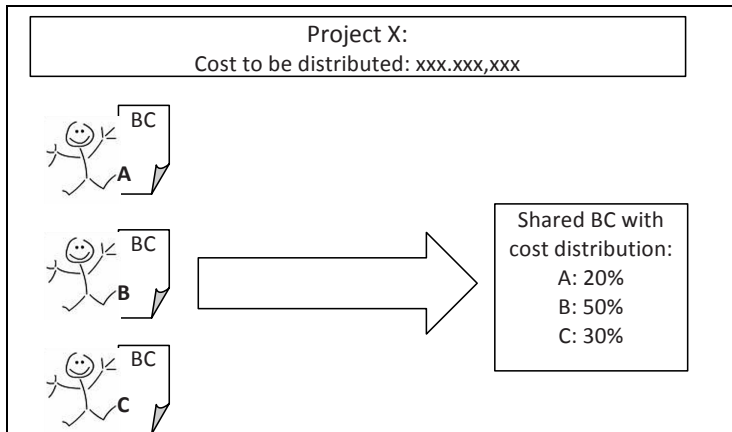 Project X:
Cost to be distributed: xxx.xxx,xxx
BC
A
BC
B
BC
C
Shared BC with
cost distribution:
A: 20%
B: 50%
C: 30%